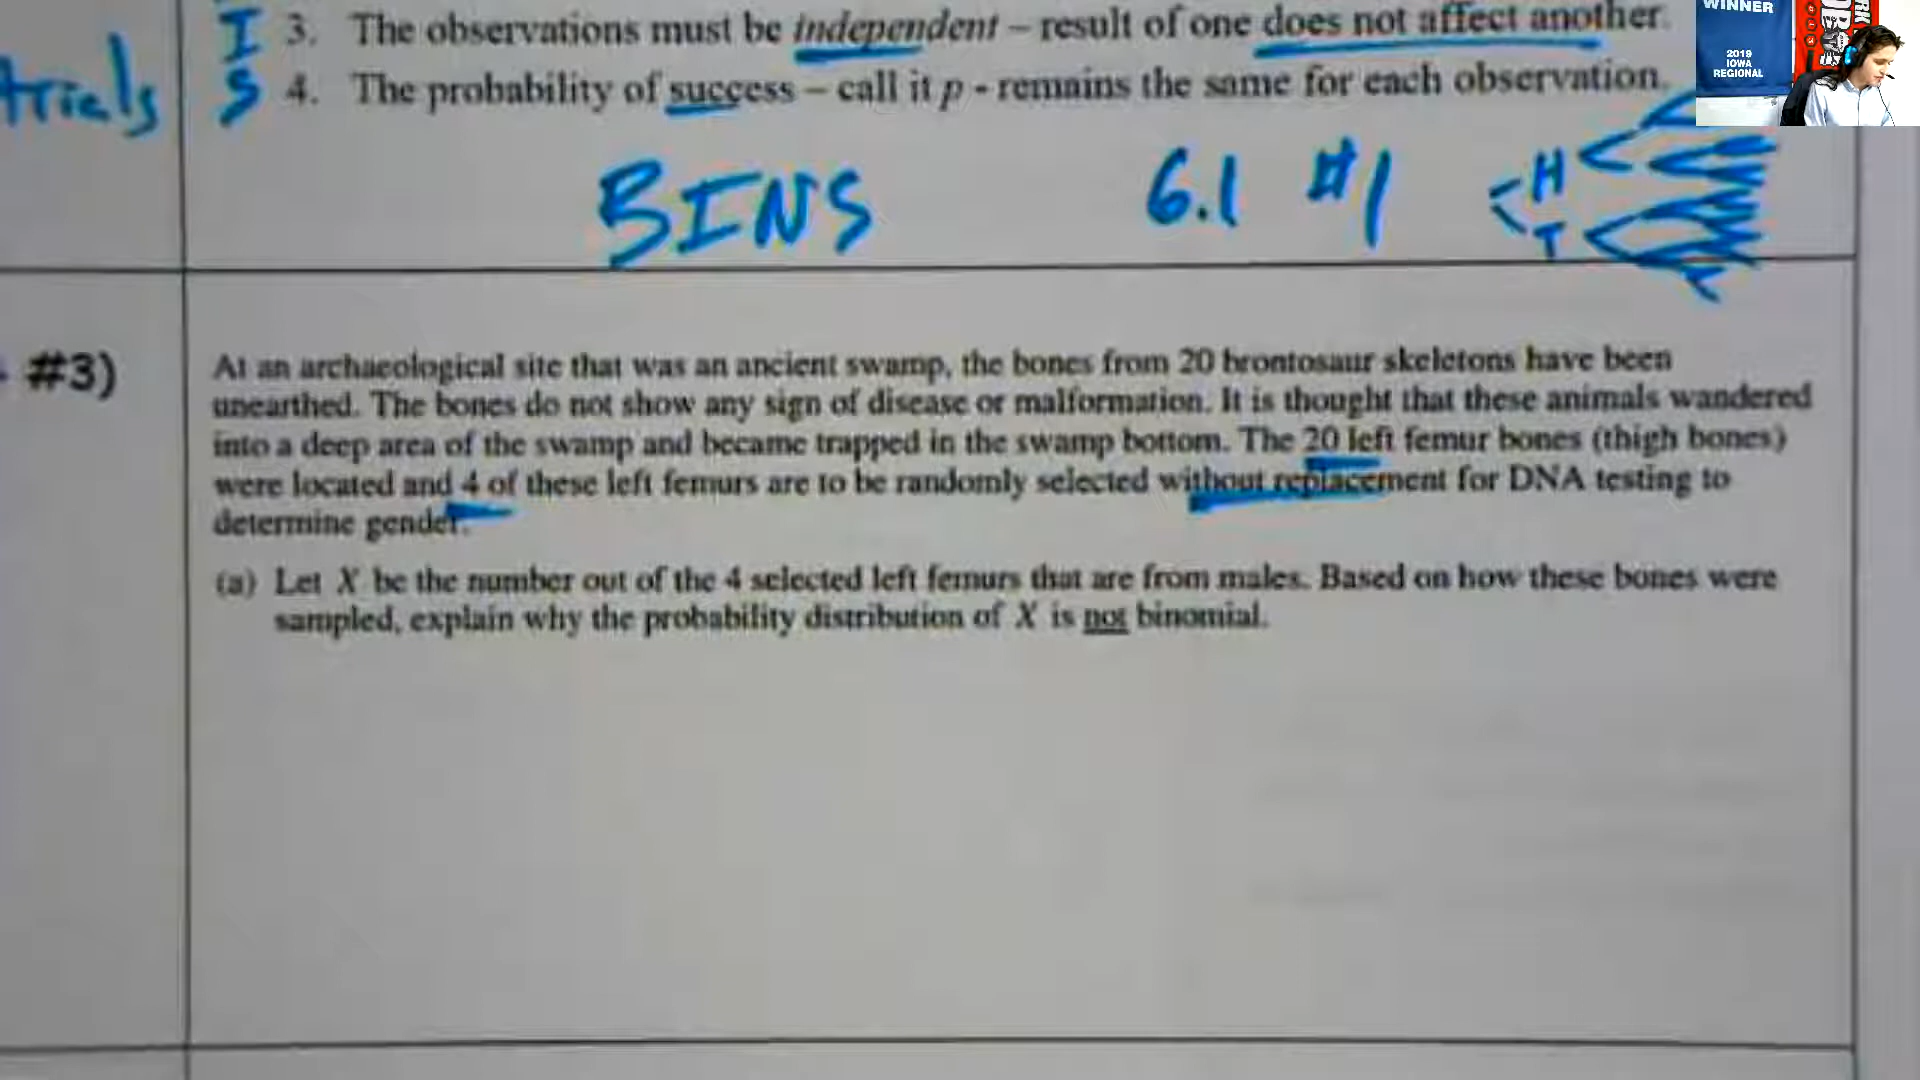 I 3. The observations must be independent – result of one does not affect another.
trials S 4. The probability of success – call it p - remains the same for each observation.
WINNER
2019
IOWA
REGIONAL
BINS 6.1 #1 H
T
#3) At an archaeological site that was an ancient swamp, the bones from 20 brontosaur skeletons have been
unearthed. The bones do not show any sign of disease or malformation. It is thought that these animals wandered
into a deep area of the swamp and became trapped in the swamp bottom. The 20 left femur bones (thigh bones)
were located and 4 of these left femurs are to be randomly selected without replacement for DNA testing to
determine gender.
(a) Let X be the number out of the 4 selected left femurs that are from males. Based on how these bones were
sampled, explain why the probability distribution of X is not binomial.